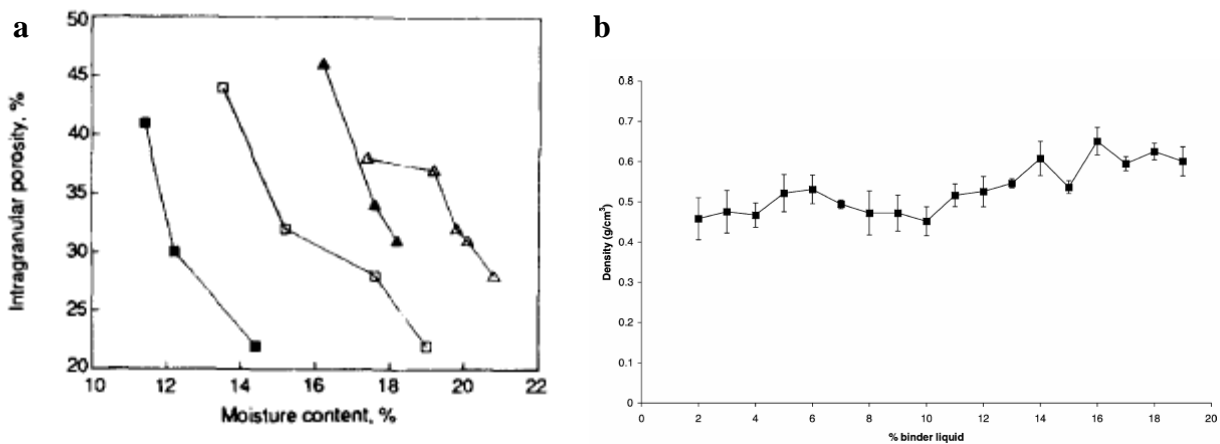 a
50
45
40
35
30
25
20
10 12 14 16 18 20 22
Intragranular porosity, %
Moisture content, %
b
0.8
0.7
0.6
0.5
0.4
0.3
0.2
0.1
0
0 2 4 6 8 10 12 14 16 18 20
Density (g/cm³)
% binder liquid